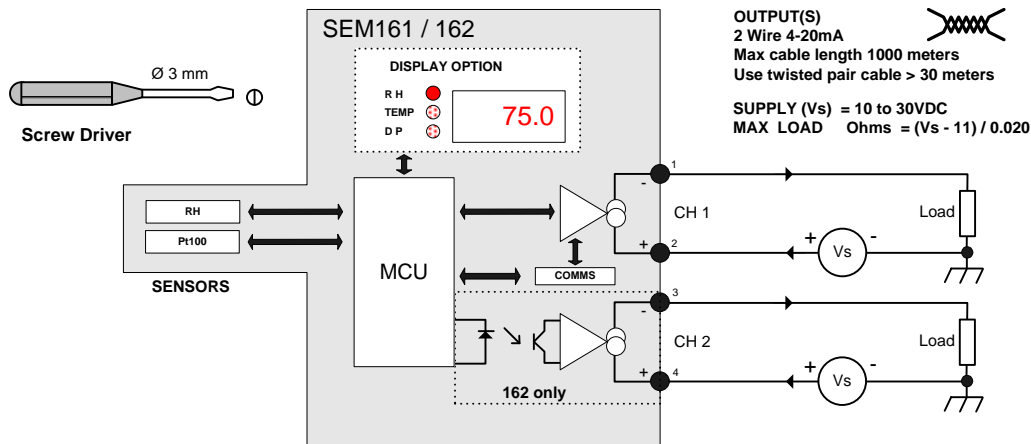 SEM161 / 162
OUTPUT(S)
2 Wire 4-20mA
Max cable length 1000 meters
Use twisted pair cable > 30 meters
SUPPLY (Vs) = 10 to 30VDC
MAX LOAD Ohms = (Vs - 11) / 0.020
Ø 3 mm
Screw Driver
DISPLAY OPTION
R H
TEMP
D P
75.0
RH
Pt100
SENSORS
MCU
COMMS
1
-
CH 1
+
2
Load
+
-
Vs
3
-
CH 2
+
4
Load
+
-
Vs
162 only